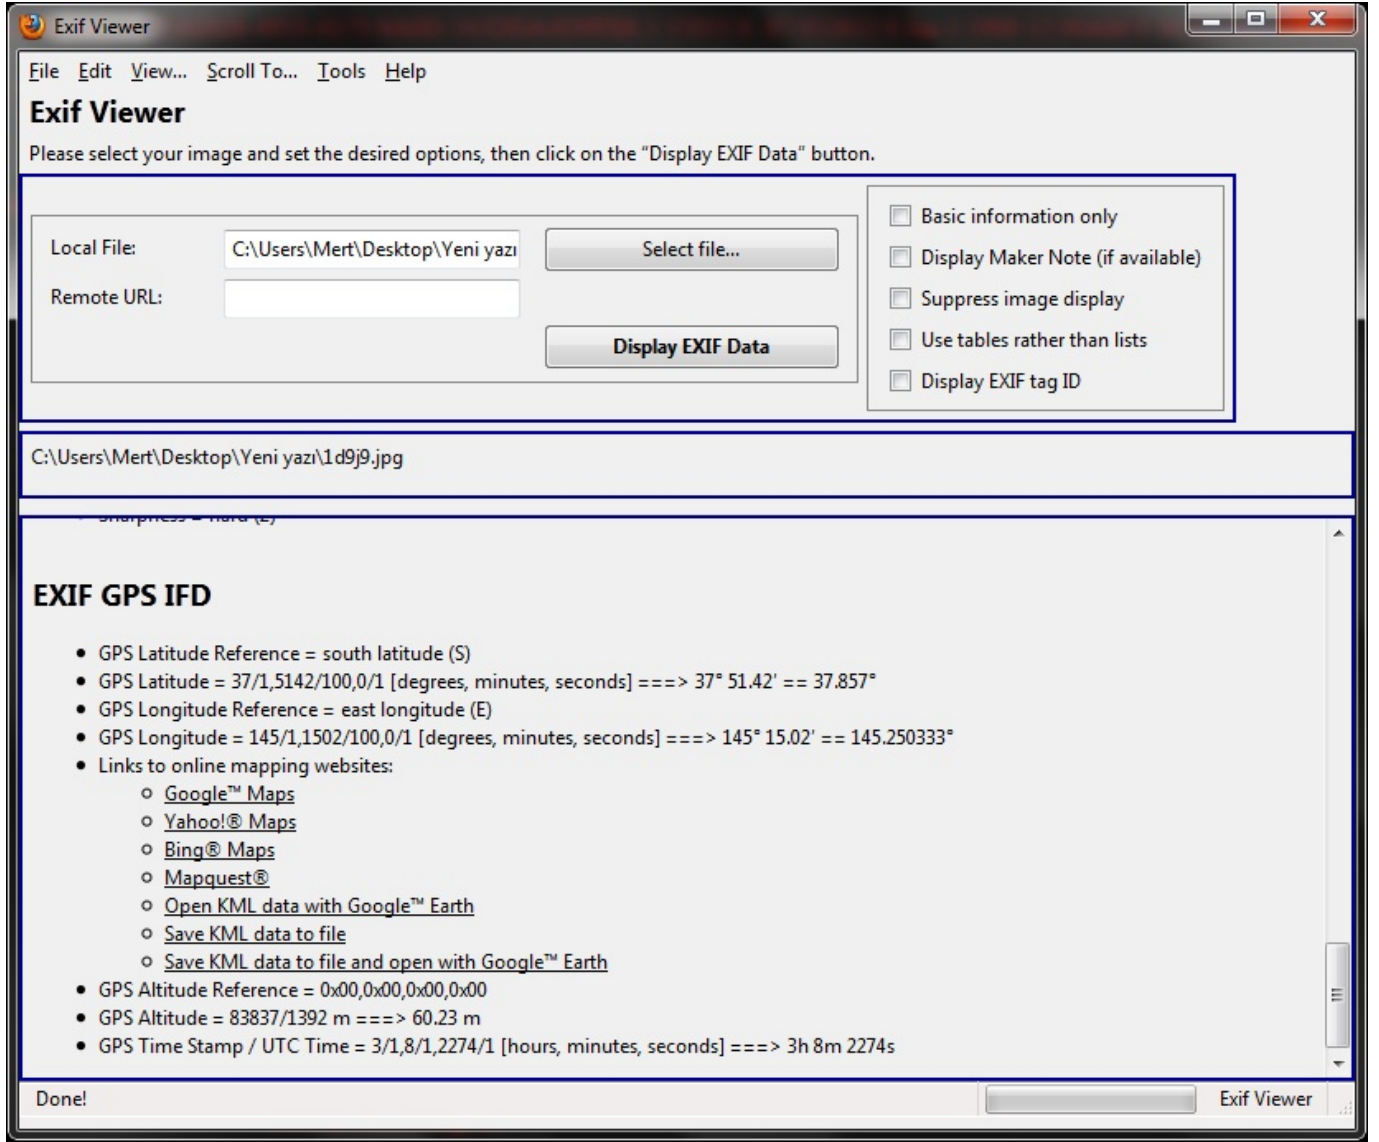 Exif Viewer
File Edit View... Scroll To... Tools Help
Exif Viewer
Please select your image and set the desired options, then click on the “Display EXIF Data” button.
Local File: C:\Users\Mert\Desktop\Yeni yazı Select file...
Remote URL:
Display EXIF Data
Basic information only
Display Maker Note (if available)
Suppress image display
Use tables rather than lists
Display EXIF tag ID
C:\Users\Mert\Desktop\Yeni yazı\1d9j9.jpg
Sharpness = hard (2)
EXIF GPS IFD
GPS Latitude Reference = south latitude (S)
GPS Latitude = 37/1,5142/100,0/1 [degrees, minutes, seconds] ===> 37° 51.42' == 37.857°
GPS Longitude Reference = east longitude (E)
GPS Longitude = 145/1,1502/100,0/1 [degrees, minutes, seconds] ===> 145° 15.02' == 145.250333°
Links to online mapping websites:
Google™ Maps
Yahoo!® Maps
Bing® Maps
Mapquest®
Open KML data with Google™ Earth
Save KML data to file
Save KML data to file and open with Google™ Earth
GPS Altitude Reference = 0x00,0x00,0x00,0x00
GPS Altitude = 83837/1392 m ===> 60.23 m
GPS Time Stamp / UTC Time = 3/1,8/1,2274/1 [hours, minutes, seconds] ===> 3h 8m 2274s
Done! Exif Viewer